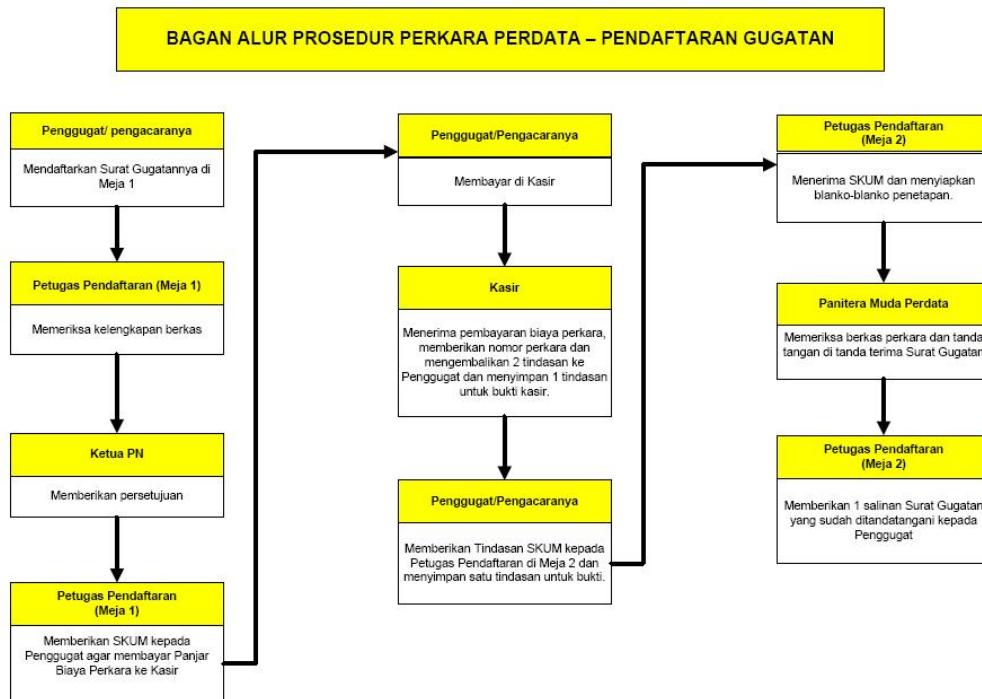 BAGAN ALUR PROSEDUR PERKARA PERDATA – PENDAFTARAN GUGATAN
Penggugat/ pengacaranya
Mendaftarkan Surat Gugatannya di
Meja 1
Petugas Pendaftaran (Meja 1)
Memeriksa kelengkapan berkas
Ketua PN
Memberikan persetujuan
Petugas Pendaftaran
(Meja 1)
Memberikan SKUM kepada
Penggugat agar membayar Panjar
Biaya Perkara ke Kasir
Penggugat/Pengacaranya
Membayar di Kasir
Kasir
Menerima pembayaran biaya perkara,
memberikan nomor perkara dan
mengembalikan 2 tindasan ke
Penggugat dan menyimpan 1 tindasan
untuk bukti kasir.
Penggugat/Pengacaranya
Memberikan Tindasan SKUM kepada
Petugas Pendaftaran di Meja 2 dan
menyimpan satu tindasan untuk bukti.
Petugas Pendaftaran
(Meja 2)
Menerima SKUM dan menyiapkan
blanko-blanko penetapan.
Panitera Muda Perdata
Memeriksa berkas perkara dan tanda
tangan di tanda terima Surat Gugatan
Petugas Pendaftaran
(Meja 2)
Memberikan 1 salinan Surat Gugatan
yang sudah ditandatangani kepada
Penggugat